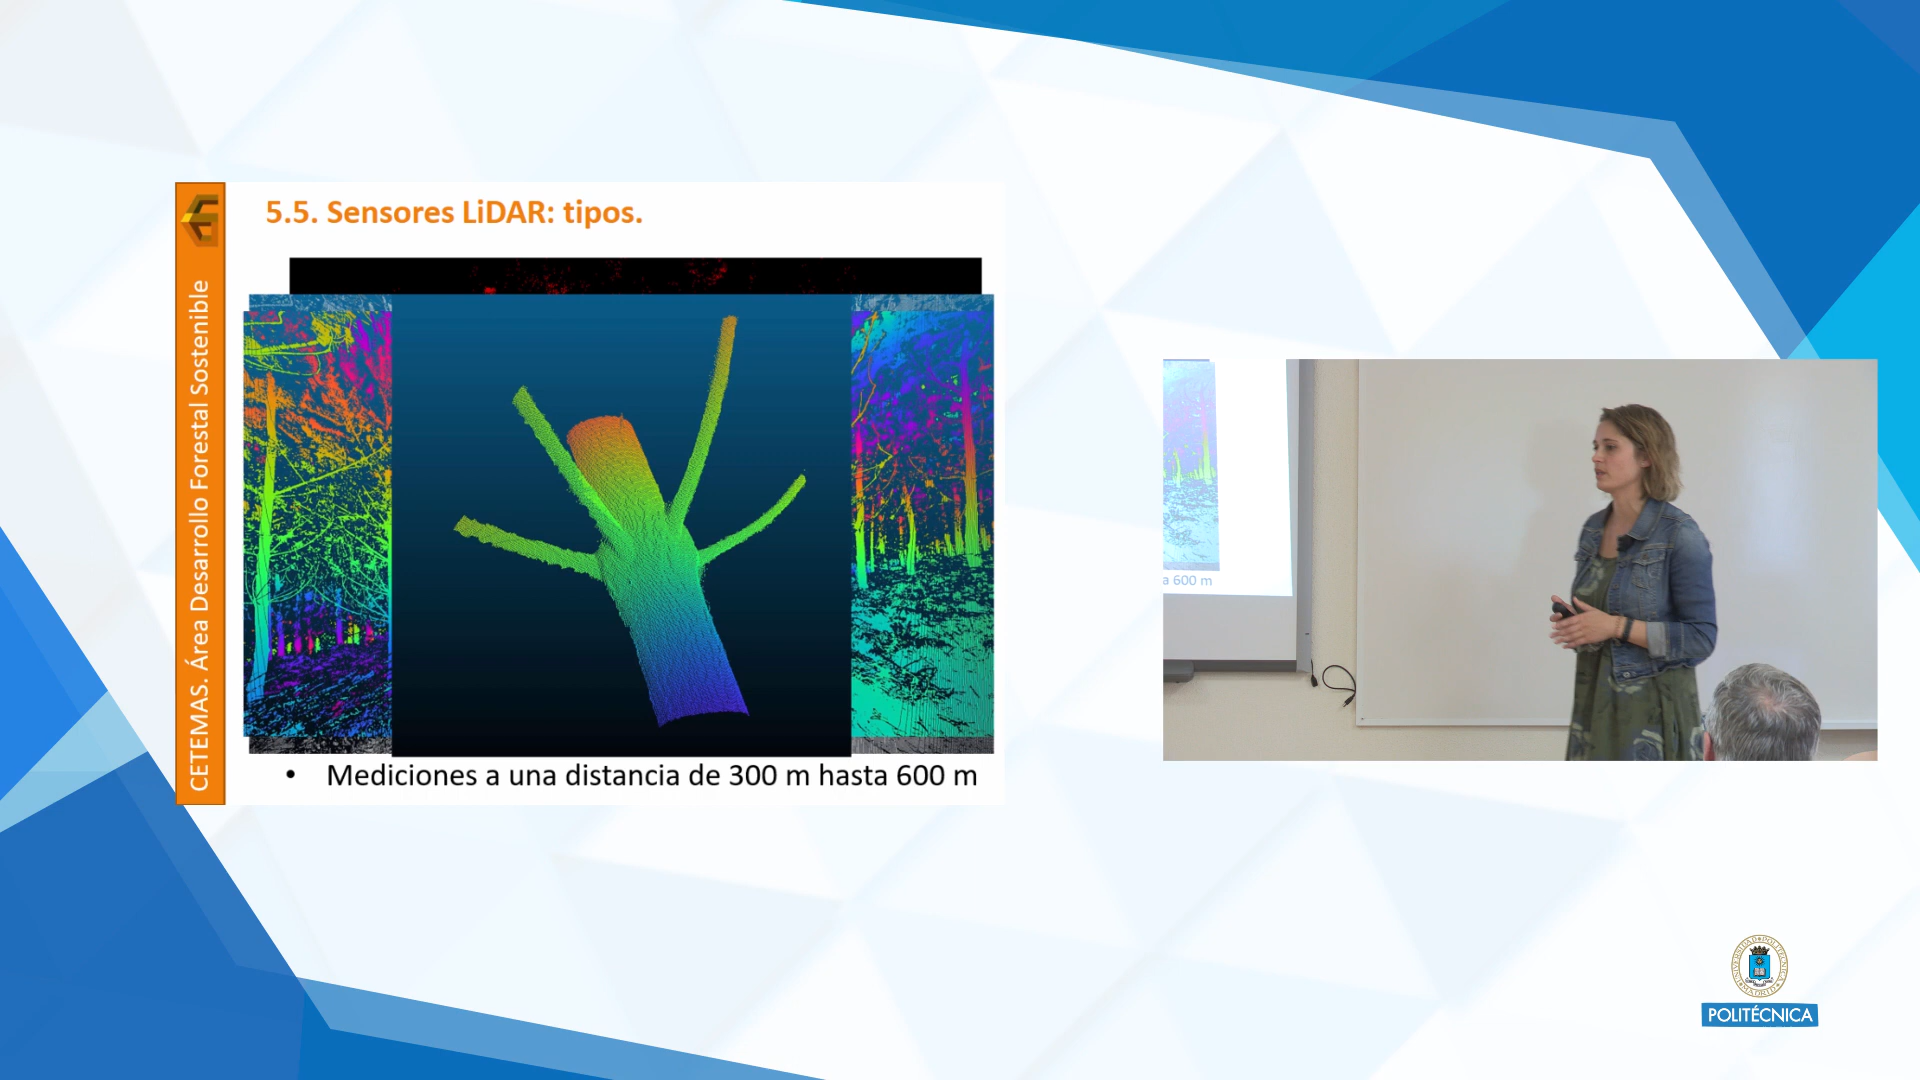 5.5. Sensores LiDAR: tipos.
CETEMAS. Área Desarrollo Forestal Sostenible
• Mediciones a una distancia de 300 m hasta 600 m
a 600 m
POLITÉCNICA